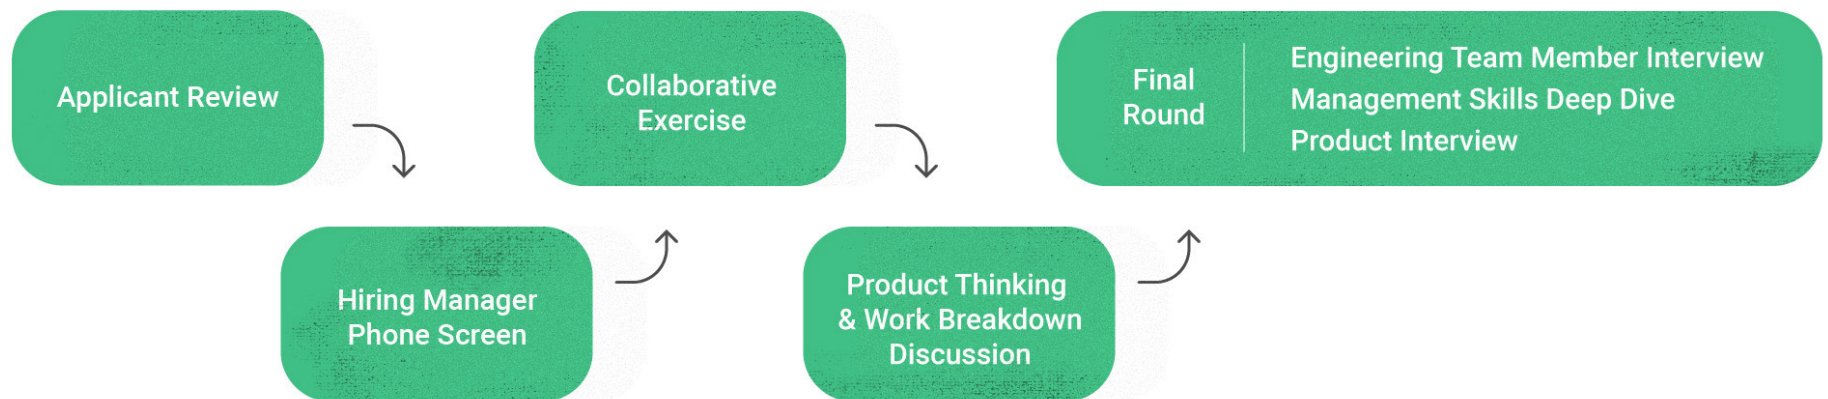 Applicant Review
Hiring Manager
Phone Screen
Collaborative
Exercise
Product Thinking
& Work Breakdown
Discussion
Final
Round
Engineering Team Member Interview
Management Skills Deep Dive
Product Interview